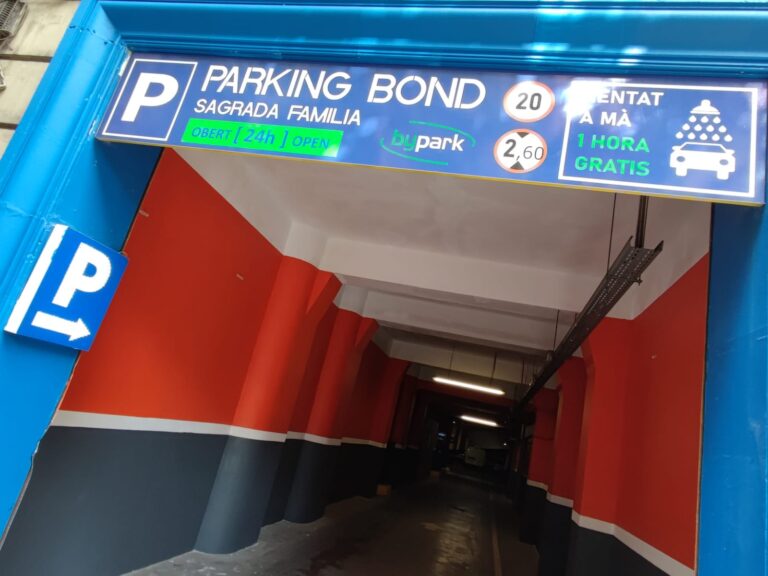 P
PARKING BOND
SAGRADA FAMILIA
OBERT [ 24h ] OPEN
bypark
20
2,60
RENTAT
A MÀ
1 HORA
GRATIS
P